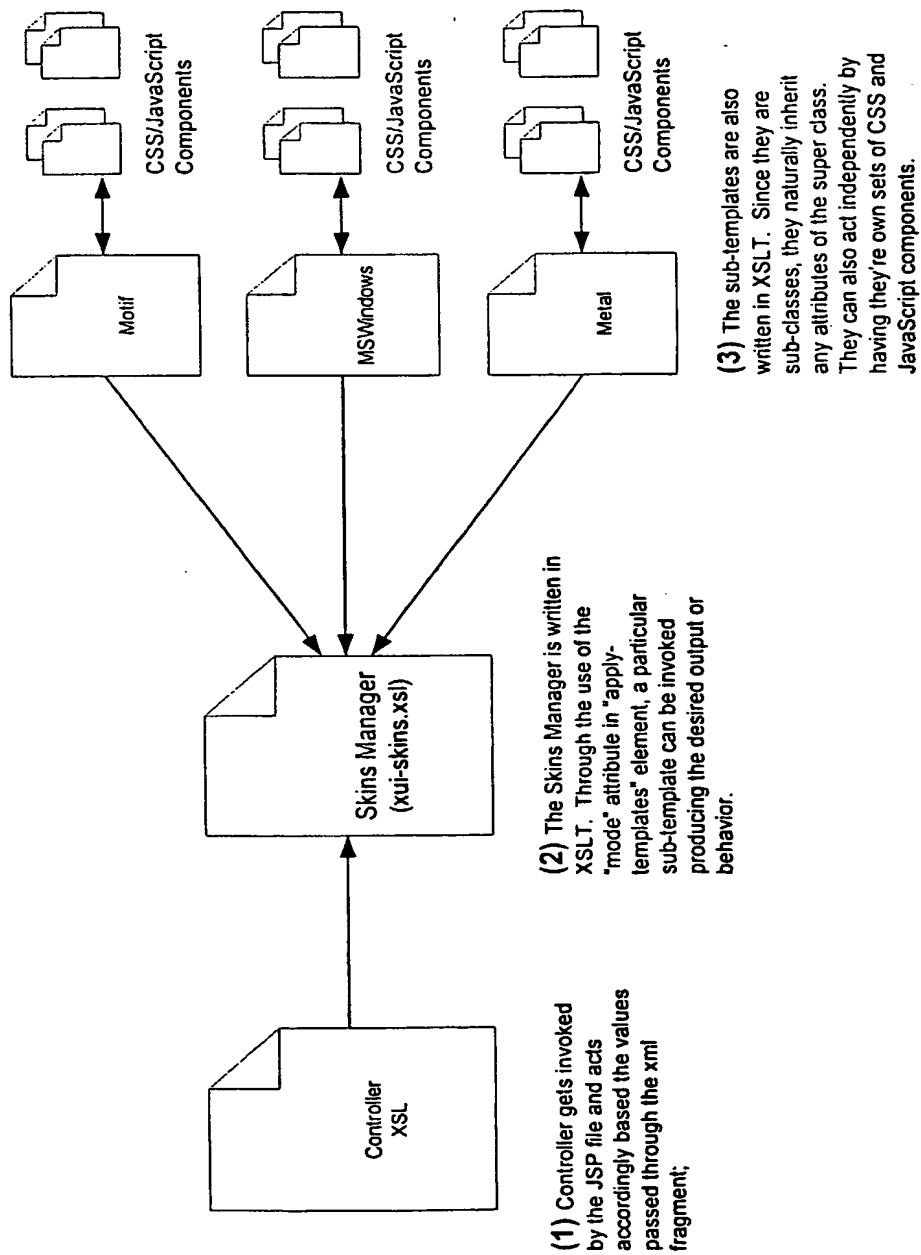 Controller
XSL
(1) Controller gets invoked
by the JSP file and acts
accordingly based the values
passed through the xml
fragment;
Skins Manager
(xui-skins.xsl)
(2) The Skins Manager is written in
XSLT. Through the use of the
"mode" attribute in "apply-
templates" element, a particular
sub-template can be invoked
producing the desired output or
behavior.
Motif
CSS/JavaScript
Components
MSWindows
CSS/JavaScript
Components
Metal
CSS/JavaScript
Components
(3) The sub-templates are also
written in XSLT. Since they are
sub-classes, they naturally inherit
any attributes of the super class.
They can also act independently by
having they're own sets of CSS and
JavaScript components.